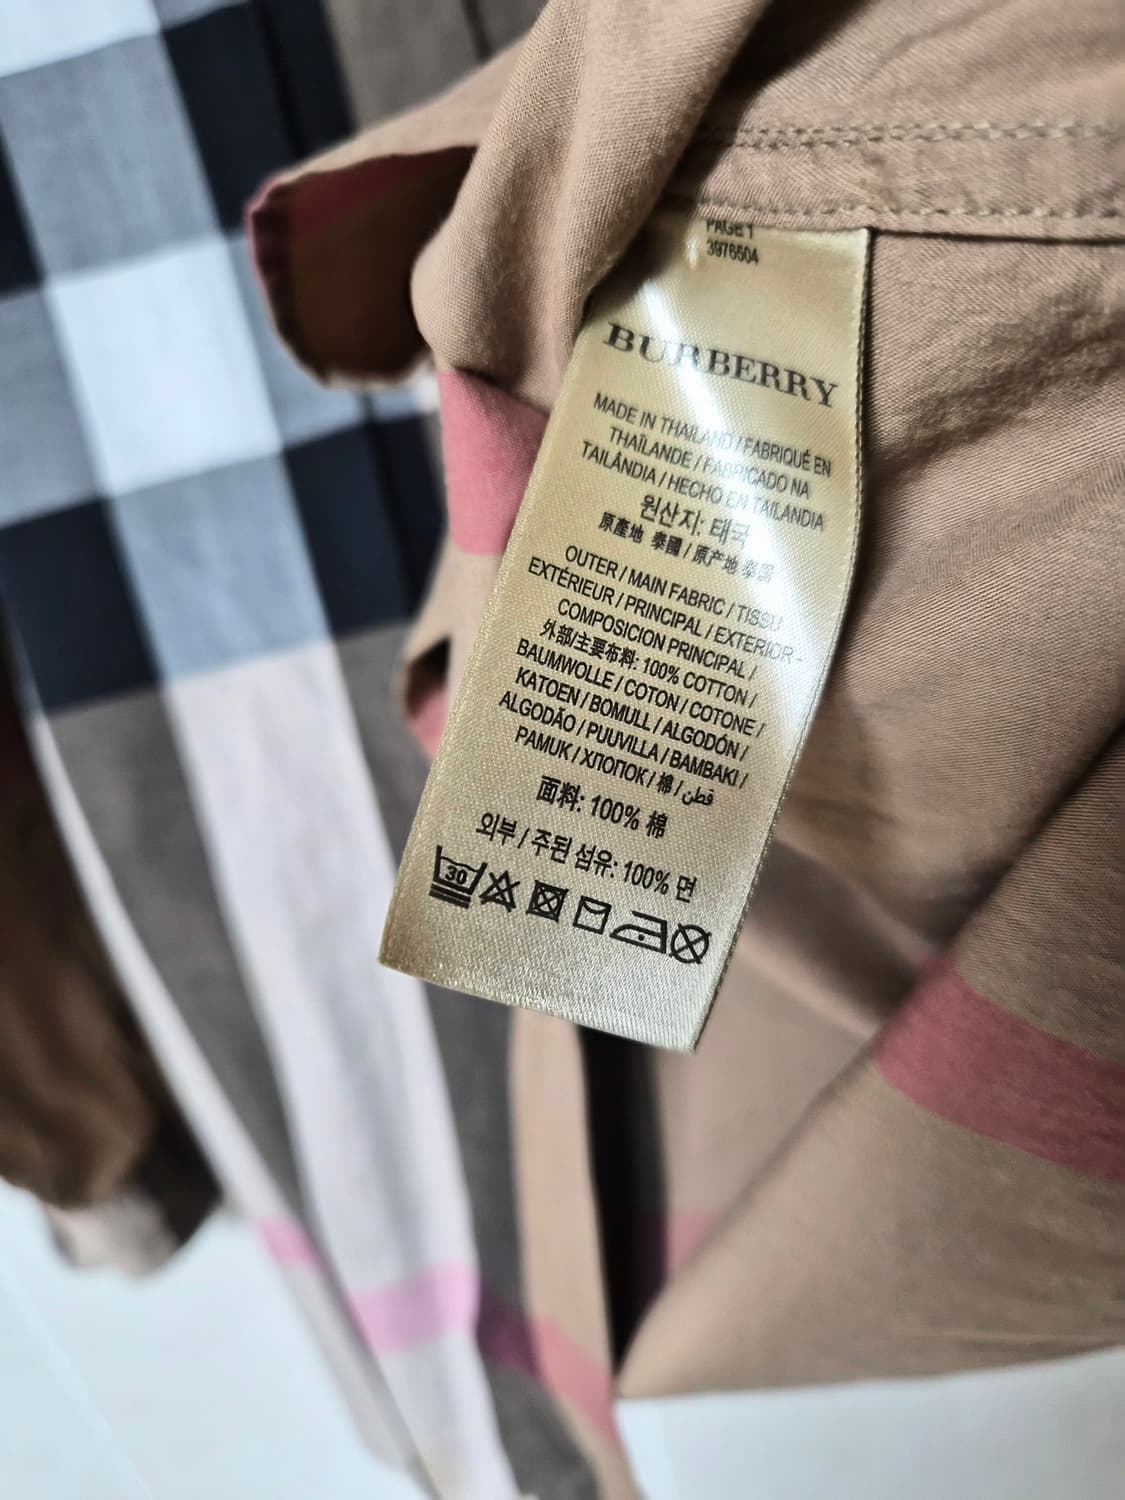 PAGE 1
3976504
BURBERRY
MADE IN THAILAND / FABRIQUÉ EN
THAÏLANDE / FABRICADO NA
TAILÂNDIA / HECHO EN TAILANDIA
원산지: 태국
原產地 泰國 / 原产地 泰国
OUTER / MAIN FABRIC / TISSU
EXTÉRIEUR / PRINCIPAL / EXTERIOR -
COMPOSICION PRINCIPAL /
外部/主要布料: 100% COTTON /
BAUMWOLLE / COTON / COTONE /
KATOEN / BOMULL / ALGODÓN /
ALGODÃO / PUUVILLA / BAMBAKI /
PAMUK / ХЛОПОК / 棉 / قطن
面料: 100% 棉
외부 / 주된 섬유: 100% 면
30